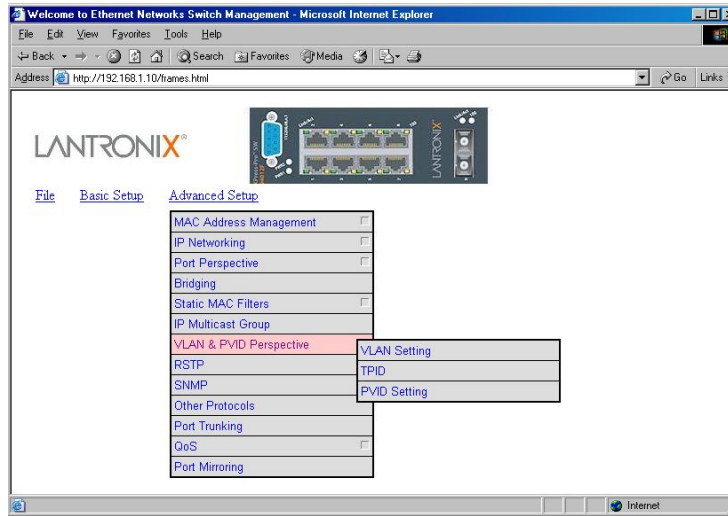 Welcome to Ethernet Networks Switch Management - Microsoft Internet Explorer
File Edit View Favorites Tools Help
Back Search Favorites Media
Address http://192.168.1.10/frames.html Go Links
LANTRONIX®
LANTRONIX
File Basic Setup Advanced Setup
MAC Address Management
IP Networking
Port Perspective
Bridging
Static MAC Filters
IP Multicast Group
VLAN & PVID Perspective
VLAN Setting
TPID
PVID Setting
RSTP
SNMP
Other Protocols
Port Trunking
QoS
Port Mirroring
Internet